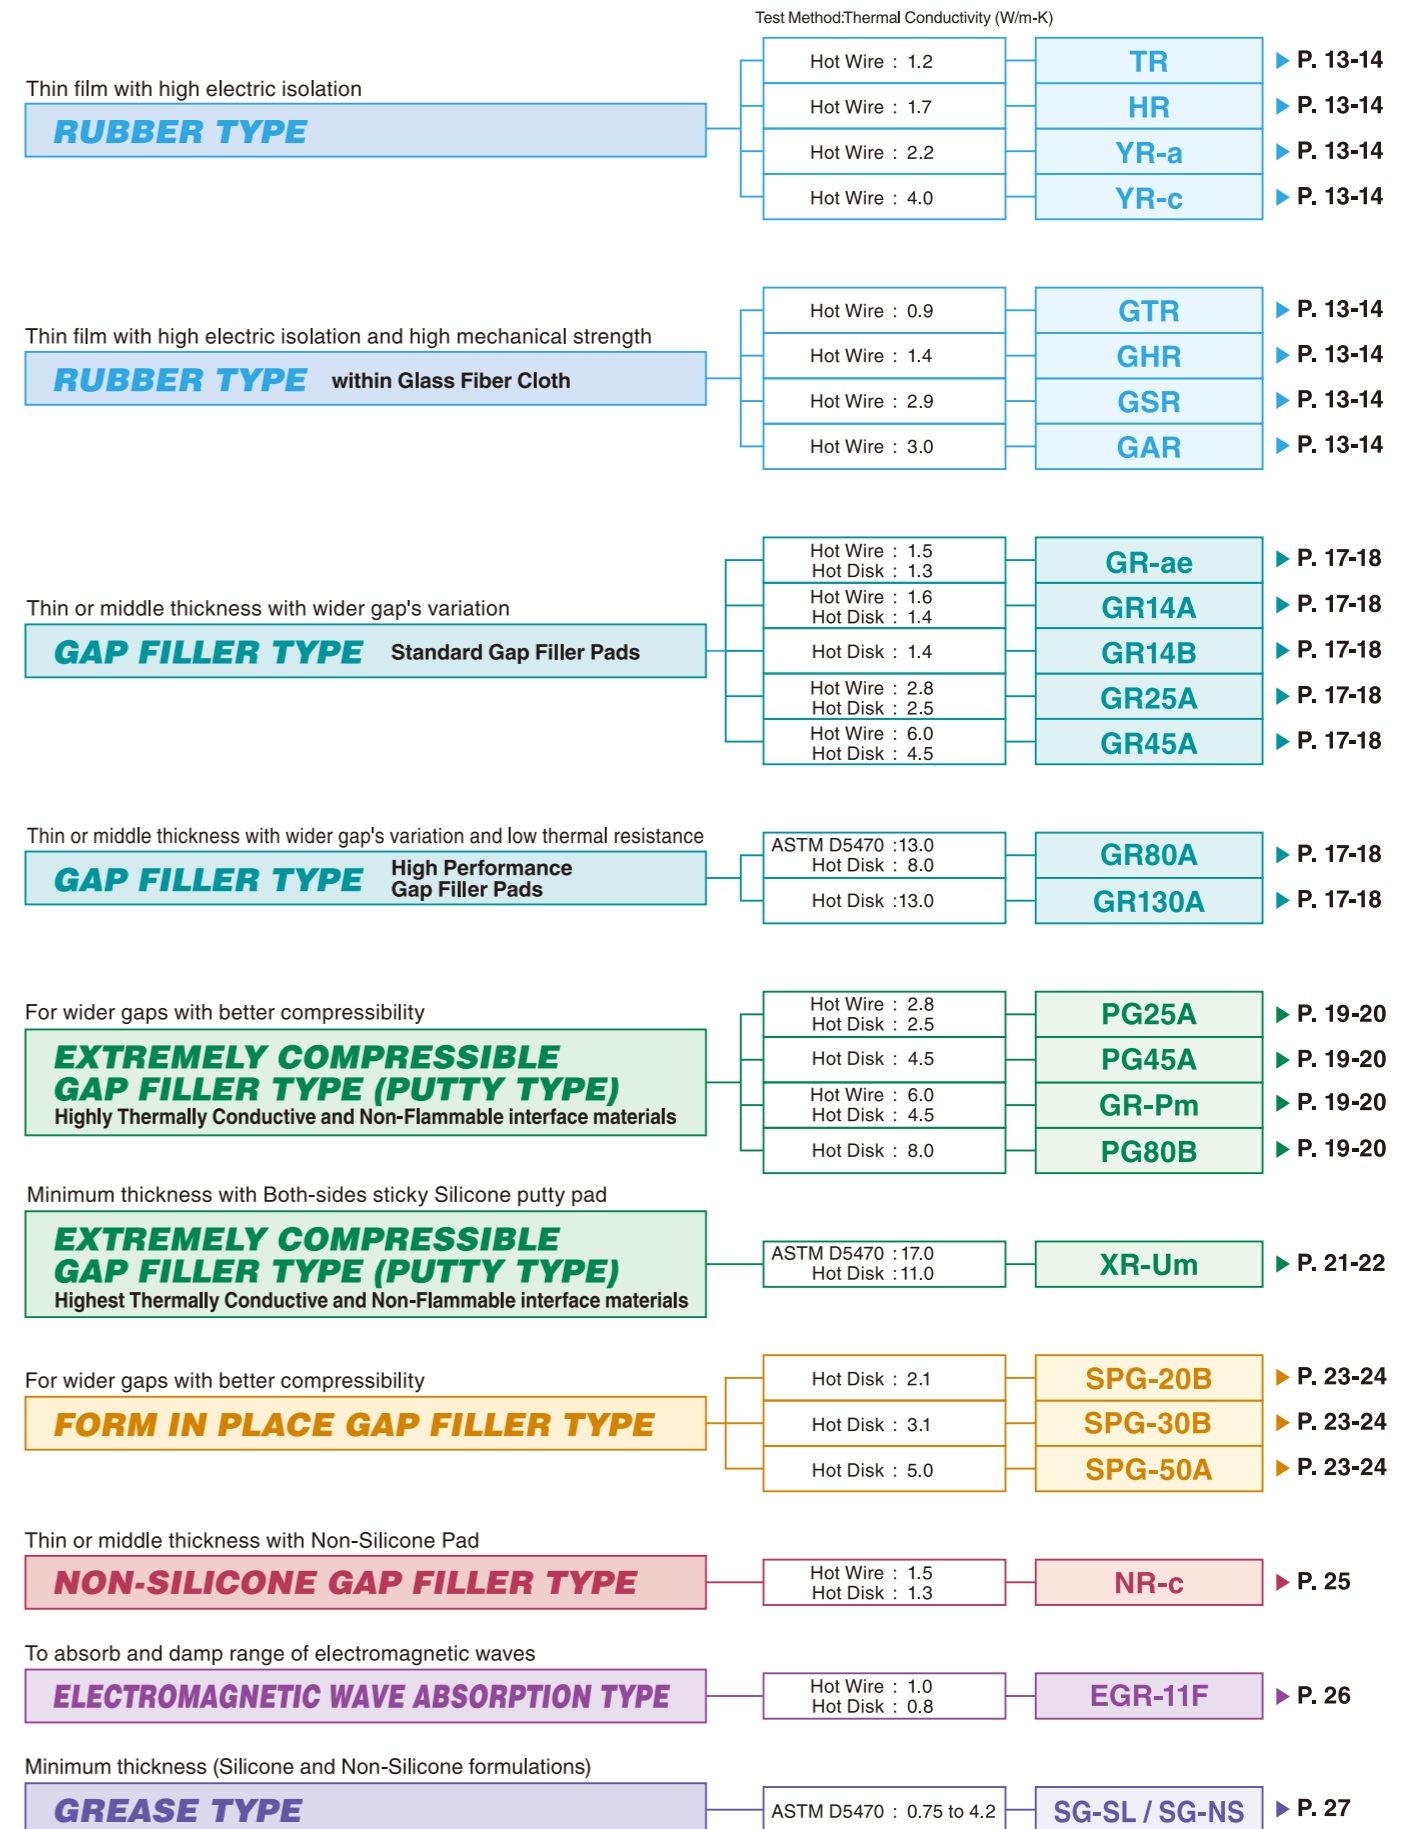 Test Method:Thermal Conductivity (W/m-K)
Thin film with high electric isolation
RUBBER TYPE
Hot Wire : 1.2
TR
P. 13-14
Hot Wire : 1.7
HR
P. 13-14
Hot Wire : 2.2
YR-a
P. 13-14
Hot Wire : 4.0
YR-c
P. 13-14
Thin film with high electric isolation and high mechanical strength
RUBBER TYPE within Glass Fiber Cloth
Hot Wire : 0.9
GTR
P. 13-14
Hot Wire : 1.4
GHR
P. 13-14
Hot Wire : 2.9
GSR
P. 13-14
Hot Wire : 3.0
GAR
P. 13-14
Thin or middle thickness with wider gap's variation
GAP FILLER TYPE Standard Gap Filler Pads
Hot Wire : 1.5
Hot Disk : 1.3
GR-ae
P. 17-18
Hot Wire : 1.6
Hot Disk : 1.4
GR14A
P. 17-18
Hot Disk : 1.4
GR14B
P. 17-18
Hot Wire : 2.8
Hot Disk : 2.5
GR25A
P. 17-18
Hot Wire : 6.0
Hot Disk : 4.5
GR45A
P. 17-18
Thin or middle thickness with wider gap's variation and low thermal resistance
GAP FILLER TYPE
High Performance
Gap Filler Pads
ASTM D5470 :13.0
Hot Disk : 8.0
GR80A
P. 17-18
Hot Disk :13.0
GR130A
P. 17-18
For wider gaps with better compressibility
EXTREMELY COMPRESSIBLE
GAP FILLER TYPE (PUTTY TYPE)
Highly Thermally Conductive and Non-Flammable interface materials
Hot Wire : 2.8
Hot Disk : 2.5
PG25A
P. 19-20
Hot Disk : 4.5
PG45A
P. 19-20
Hot Wire : 6.0
Hot Disk : 4.5
GR-Pm
P. 19-20
Hot Disk : 8.0
PG80B
P. 19-20
Minimum thickness with Both-sides sticky Silicone putty pad
EXTREMELY COMPRESSIBLE
GAP FILLER TYPE (PUTTY TYPE)
Highest Thermally Conductive and Non-Flammable interface materials
ASTM D5470 :17.0
Hot Disk :11.0
XR-Um
P. 21-22
For wider gaps with better compressibility
FORM IN PLACE GAP FILLER TYPE
Hot Disk : 2.1
SPG-20B
P. 23-24
Hot Disk : 3.1
SPG-30B
P. 23-24
Hot Disk : 5.0
SPG-50A
P. 23-24
Thin or middle thickness with Non-Silicone Pad
NON-SILICONE GAP FILLER TYPE
Hot Wire : 1.5
Hot Disk : 1.3
NR-c
P. 25
To absorb and damp range of electromagnetic waves
ELECTROMAGNETIC WAVE ABSORPTION TYPE
Hot Wire : 1.0
Hot Disk : 0.8
EGR-11F
P. 26
Minimum thickness (Silicone and Non-Silicone formulations)
GREASE TYPE
ASTM D5470 : 0.75 to 4.2
SG-SL / SG-NS
P. 27